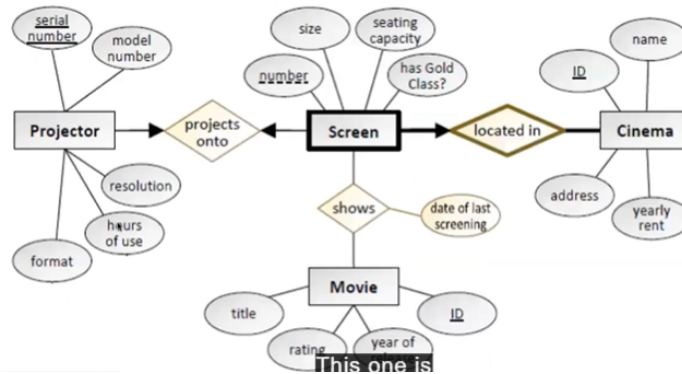 serial
number
model
number
size
seating
capacity
number
has Gold
Class?
name
ID
Projector
projects
onto
Screen
located in
Cinema
resolution
hours
of use
format
shows
date of last
screening
address
yearly
rent
Movie
title
rating
year of
ID
This one is